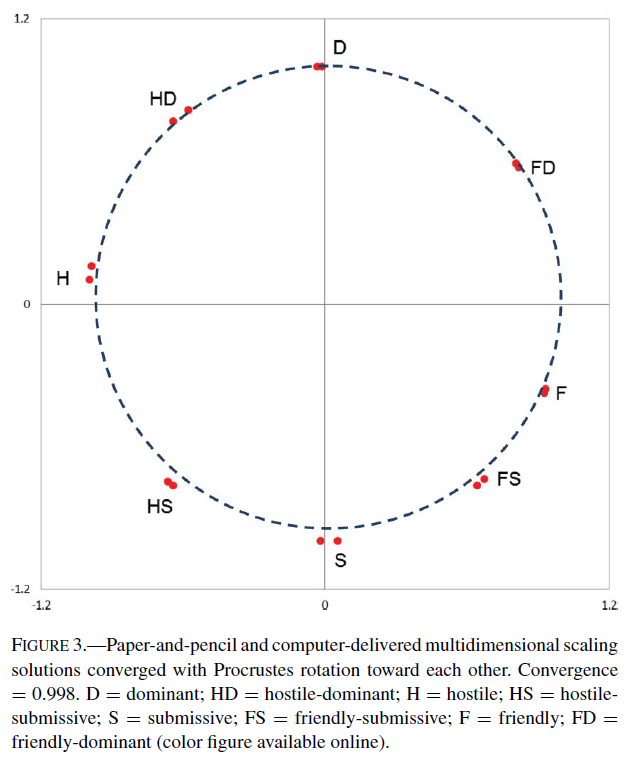 1.2
D
HD
FD
H
0
F
FS
HS
S
-1.2
-1.2 0 1.2
FIGURE 3.—Paper-and-pencil and computer-delivered multidimensional scaling
solutions converged with Procrustes rotation toward each other. Convergence
= 0.998. D = dominant; HD = hostile-dominant; H = hostile; HS = hostile-
submissive; S = submissive; FS = friendly-submissive; F = friendly; FD =
friendly-dominant (color figure available online).